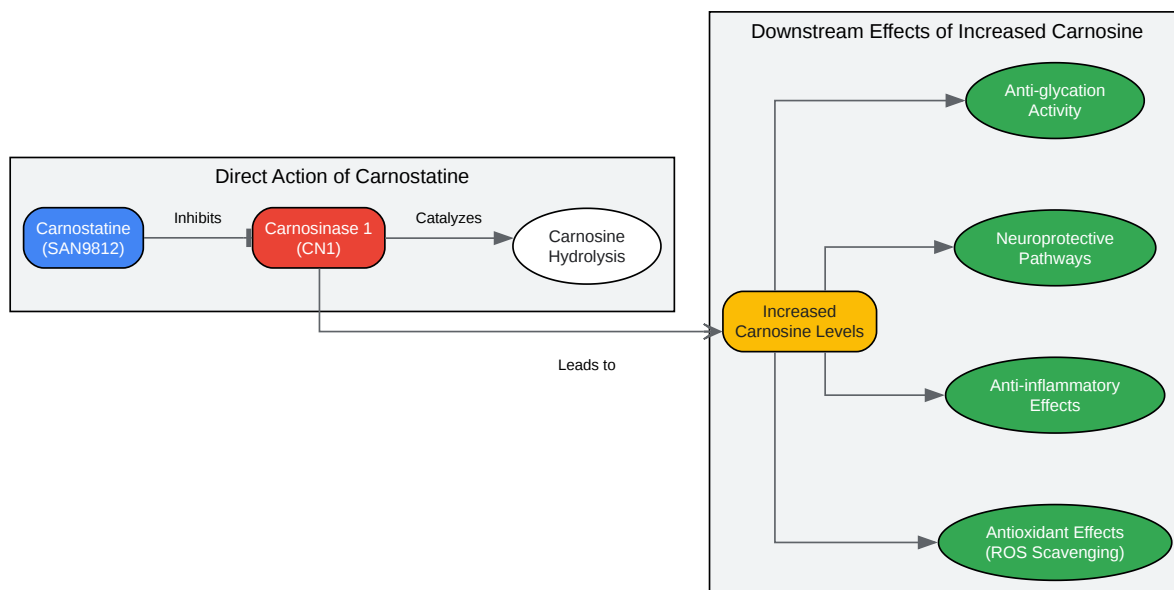 Downstream Effects of Increased Carnosine
Anti-glycation
Activity
Direct Action of Carnostatine
Carnostatine
(SAN9812)
Inhibits
Carnosinase 1
(CN1)
Catalyzes
Carnosine
Hydrolysis
Neuroprotective
Pathways
Increased
Carnosine Levels
Leads to
Anti-inflammatory
Effects
Antioxidant Effects
(ROS Scavenging)